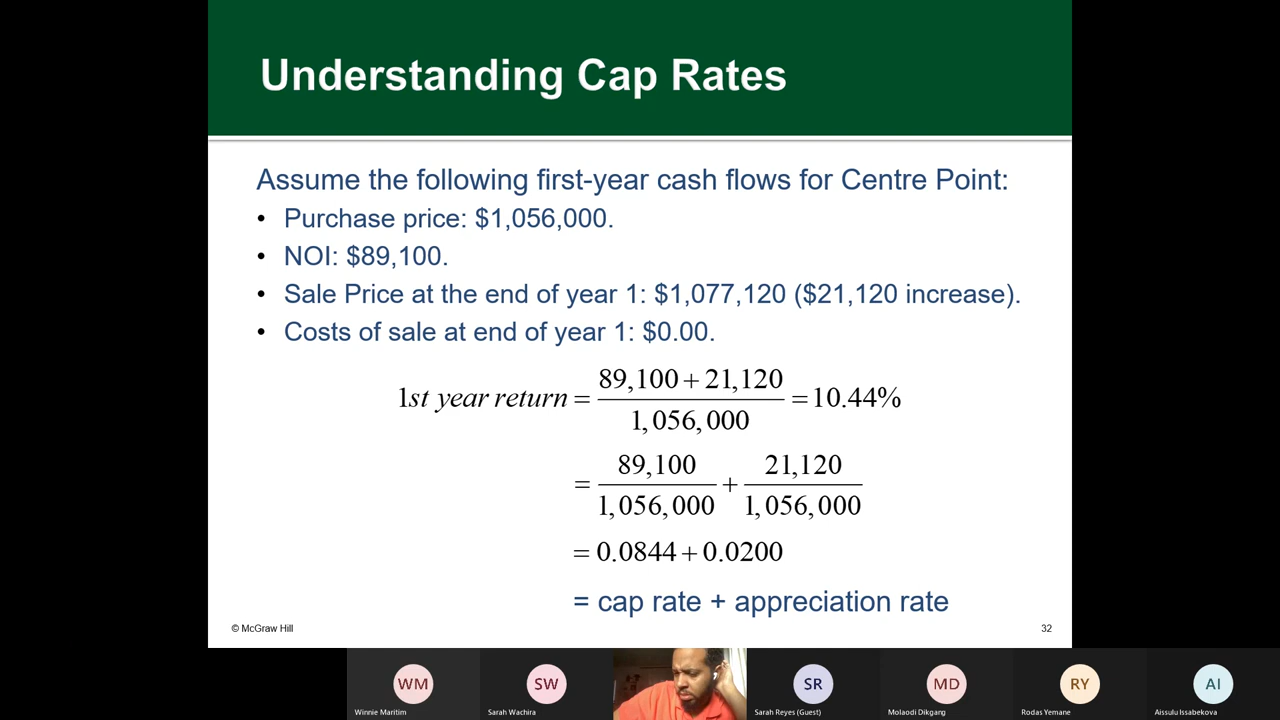 Understanding Cap Rates
Assume the following first-year cash flows for Centre Point:
• Purchase price: $1,056,000.
• NOI: $89,100.
• Sale Price at the end of year 1: $1,077,120 ($21,120 increase).
• Costs of sale at end of year 1: $0.00.
1st year return = (89,100 + 21,120) / 1,056,000 = 10.44%
= 89,100 / 1,056,000 + 21,120 / 1,056,000
= 0.0844 + 0.0200
= cap rate + appreciation rate
© McGraw Hill
32
WM
SW
SR
MD
RY
AI
Winnie Maritim
Sarah Wachira
Sarah Reyes (Guest)
Molaodi Dikgang
Rodas Yemane
Aissulu Issabekova